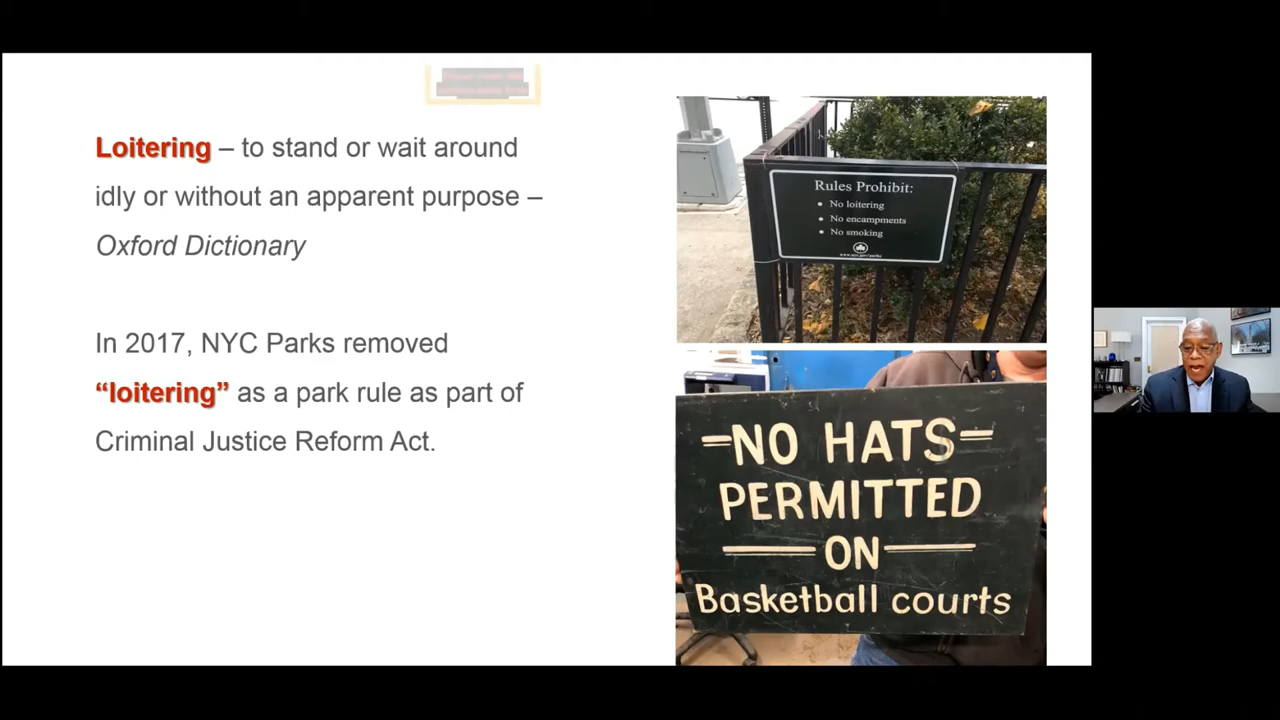 Loitering – to stand or wait around
idly or without an apparent purpose –
Oxford Dictionary
In 2017, NYC Parks removed
“loitering” as a park rule as part of
Criminal Justice Reform Act.
Rules Prohibit:
• No loitering
• No encampments
• No smoking
www.nyc.gov/parks
NO HATS
PERMITTED
ON
Basketball courts